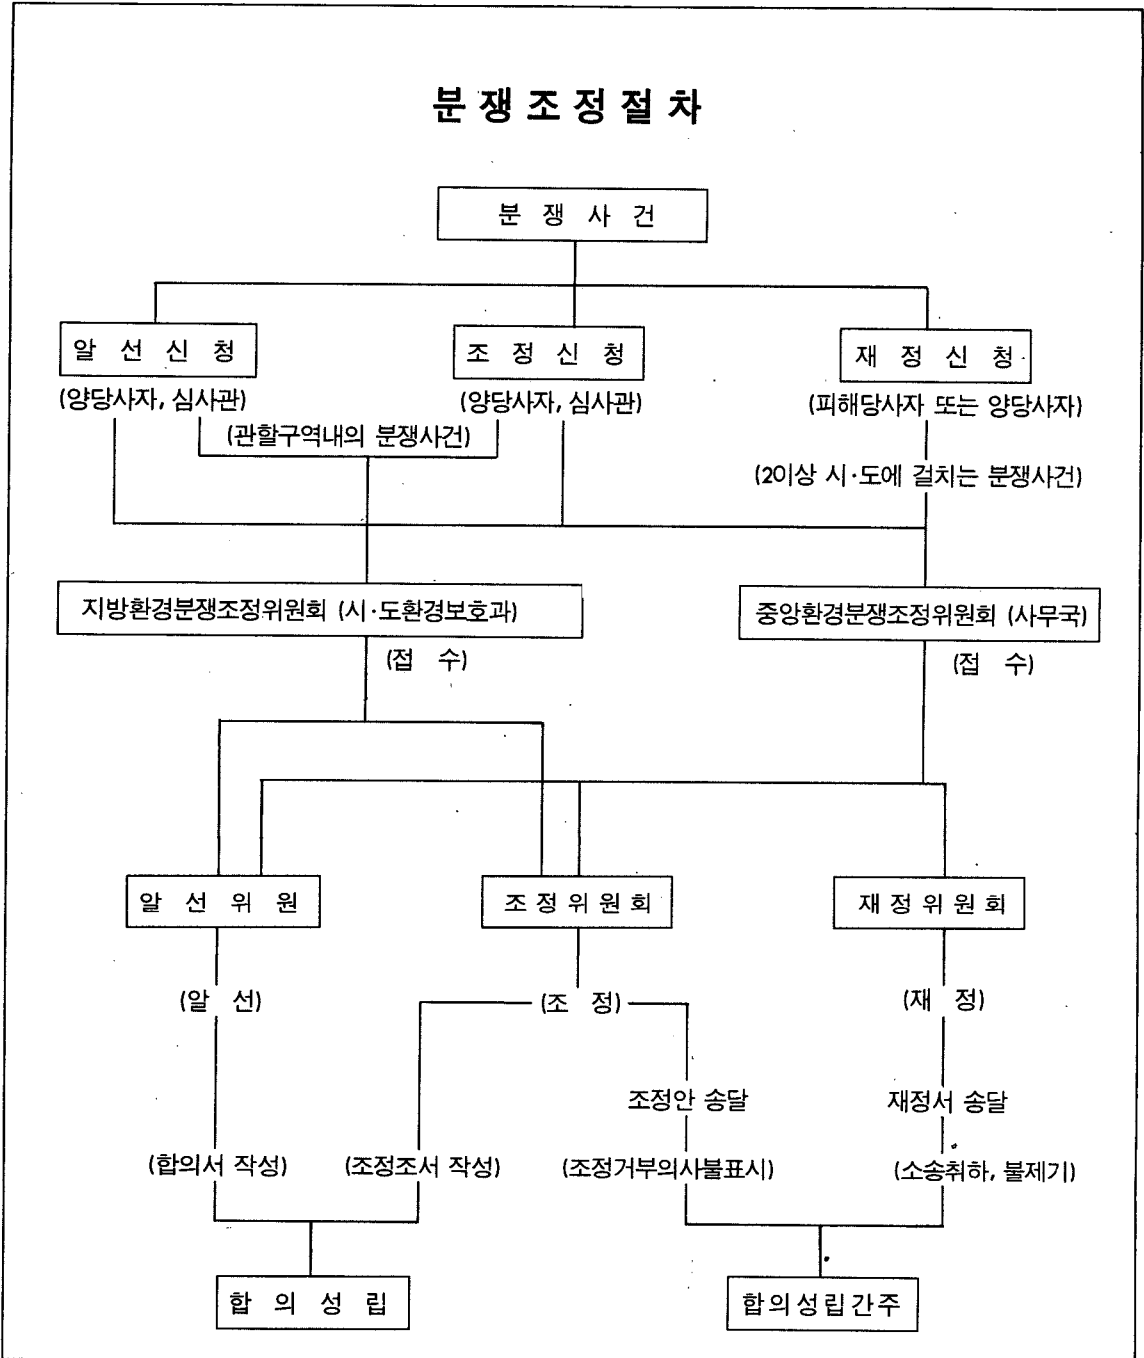 분쟁조정절차
분쟁사건
알선신청 조정신청 재정신청
(양당사자, 심사관) (양당사자, 심사관) (피해당사자 또는 양당사자)
(관할구역내의 분쟁사건)
(2이상 시·도에 걸치는 분쟁사건)
지방환경분쟁조정위원회 (시·도환경보호과) 중앙환경분쟁조정위원회 (사무국)
(접 수) (접 수)
알선위원 조정위원회 재정위원회
(알 선) (조 정) (재 정)
조정안 송달 재정서 송달
(합의서 작성) (조정조서 작성) (조정거부의사불표시) (소송취하, 불제기)
합의성립 합의성립간주